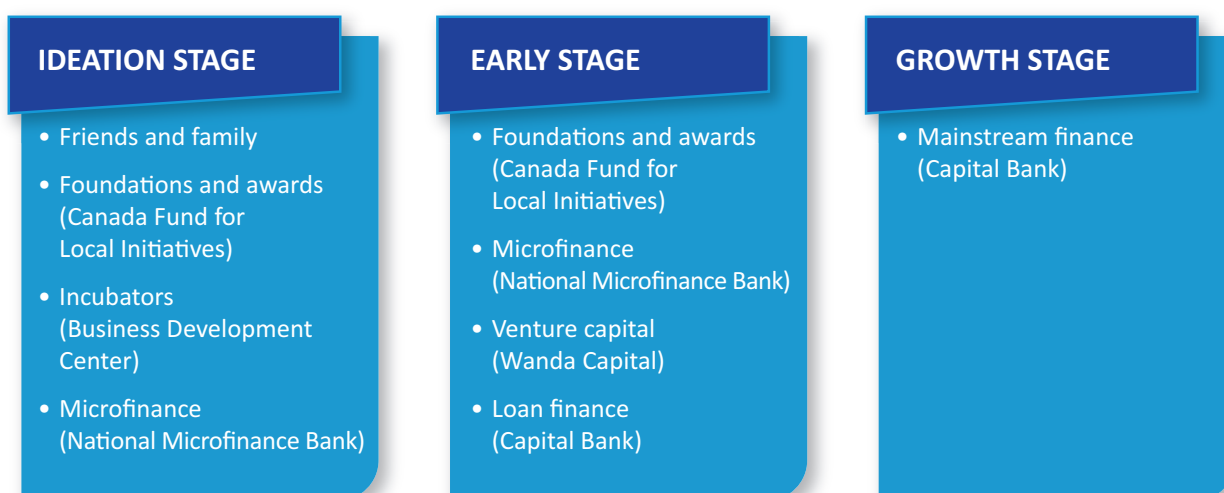 IDEATION STAGE
• Friends and family
• Foundations and awards
(Canada Fund for
Local Initiatives)
• Incubators
(Business Development
Center)
• Microfinance
(National Microfinance Bank)
EARLY STAGE
• Foundations and awards
(Canada Fund for
Local Initiatives)
• Microfinance
(National Microfinance Bank)
• Venture capital
(Wanda Capital)
• Loan finance
(Capital Bank)
GROWTH STAGE
• Mainstream finance
(Capital Bank)